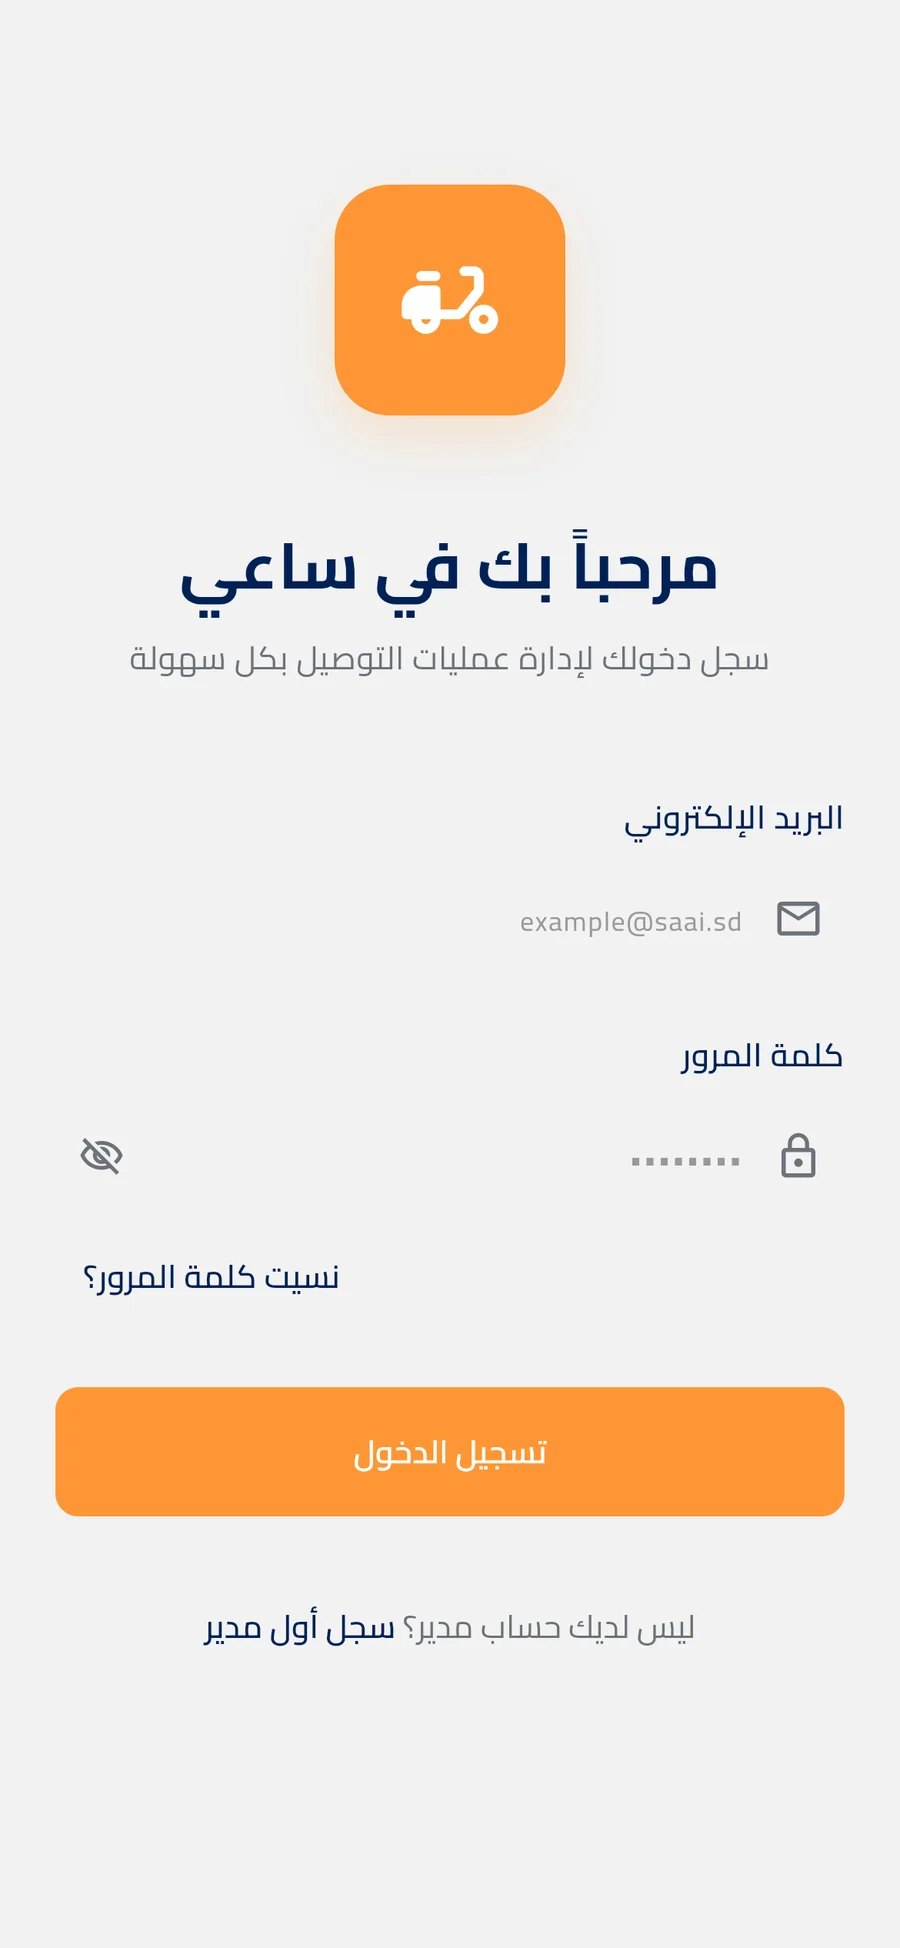 مرحباً بك في ساعي
سجل دخولك لإدارة عمليات التوصيل بكل سهولة
البريد الإلكتروني
example@saai.sd
كلمة المرور
........
نسيت كلمة المرور؟
تسجيل الدخول
ليس لديك حساب مدير؟ سجل أول مدير